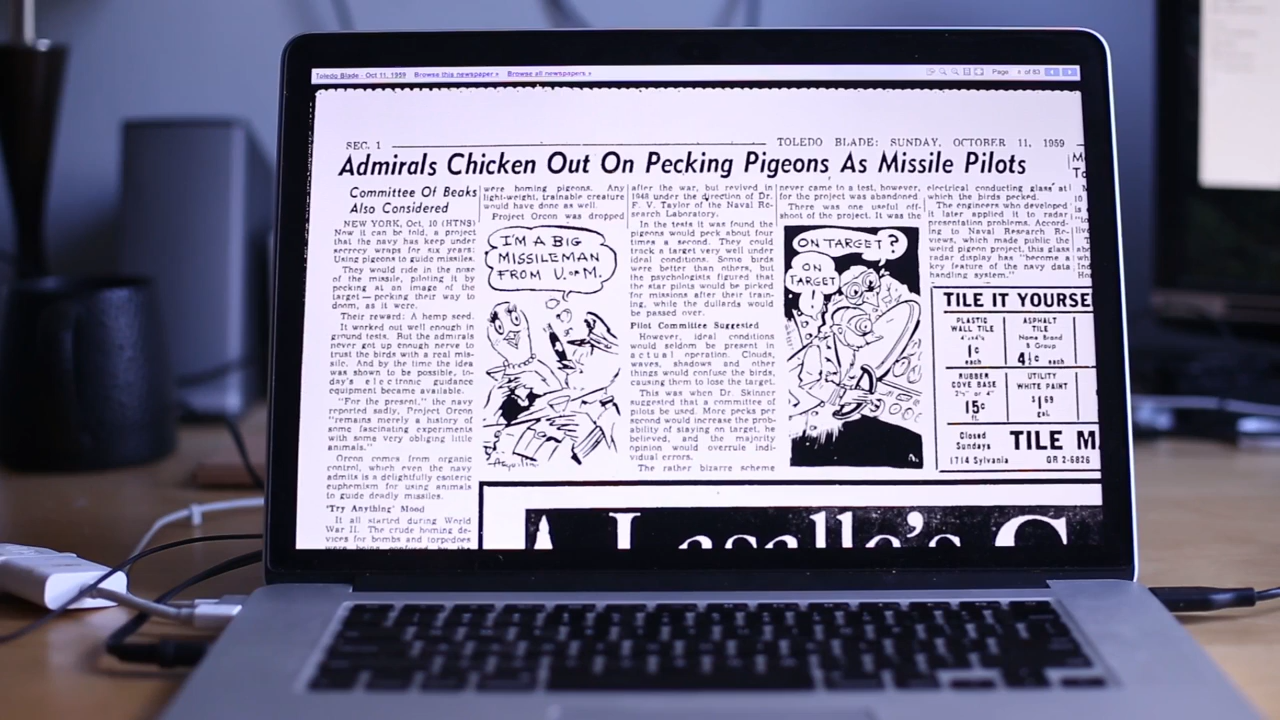 Toledo Blade - Oct 11, 1959 Browse this newspaper » Browse all newspapers »
Page: of 83
SEC. 1
TOLEDO BLADE: SUNDAY, OCTOBER 11, 1959
Admirals Chicken Out On Pecking Pigeons As Missile Pilots
Committee Of Beaks
Also Considered
NEW YORK, Oct. 10 (HTNS)
Now it can be told, a project
that the navy has kept under
secrecy wraps for six years:
Using pigeons to guide missiles.
They would ride in the nose
of the missile, piloting it by
pecking at an image of the
target — pecking their way to
doom, as it were.
Their reward: A hemp seed.
It worked out well enough in
ground tests. But the admirals
never got up enough nerve to
trust the birds with a real mis-
sile. And by the time the idea
was shown to be possible, to-
day's electronic guidance
equipment became available.
"For the present," the navy
reported sadly, Project Orcon
"remains merely a history of
some fascinating experiments
with some very obliging little
animals."
Orcon comes from organic
control, which even the navy
admits is a delightfully esoteric
euphemism for using animals
to guide deadly missiles.
'Try Anything' Mood
It all started during World
War II. The crude homing de-
vices for bombs and torpedoes
were being confused by the
were homing pigeons. Any
light-weight, trainable creature
would have done as well.
Project Orcon was dropped
I'M A BIG
MISSILEMAN
FROM U. OF M.
after the war, but revived in
1948 under the direction of Dr.
F. V. Taylor of the Naval Re-
search Laboratory.
In the tests it was found the
pigeons would peck about four
times a second. They could
track a target very well under
ideal conditions. Some birds
were better than others, but
the psychologists figured that
the star pilots would be picked
for missions after their train-
ing, while the dullards would
be passed over.
Pilot Committee Suggested
However, ideal conditions
would seldom be present in
actual operation. Clouds,
waves, shadows and other
things would confuse the birds,
causing them to lose the target.
This was when Dr. Skinner
suggested that a committee of
pilots be used. More pecks per
second would increase the prob-
ability of staying on target, he
believed, and the majority
opinion would overrule indi-
vidual errors.
The rather bizarre scheme
never came to a test, however,
for the project was abandoned.
There was one useful off-
shoot of the project. It was the
ON TARGET?
ON
TARGET
!
electrical conducting glass at
which the birds pecked.
The engineers who developed
it later applied it to radar
presentation problems. Accord-
ing to Naval Research Re-
views, which made public the
weird pigeon project, this glass
radar display has "become a
key feature of the navy data
handling system."
TILE IT YOURSE
PLASTIC
WALL TILE
1c
each
ASPHALT
TILE
Name Brand
B Group
4½c
each
RUBBER
COVE BASE
2½" or 4"
15c
ft.
UTILITY
WHITE PAINT
$1.69
gal.
Closed
Sundays
TILE M
1714 Sylvania GR 2-6826
Lasalle's C